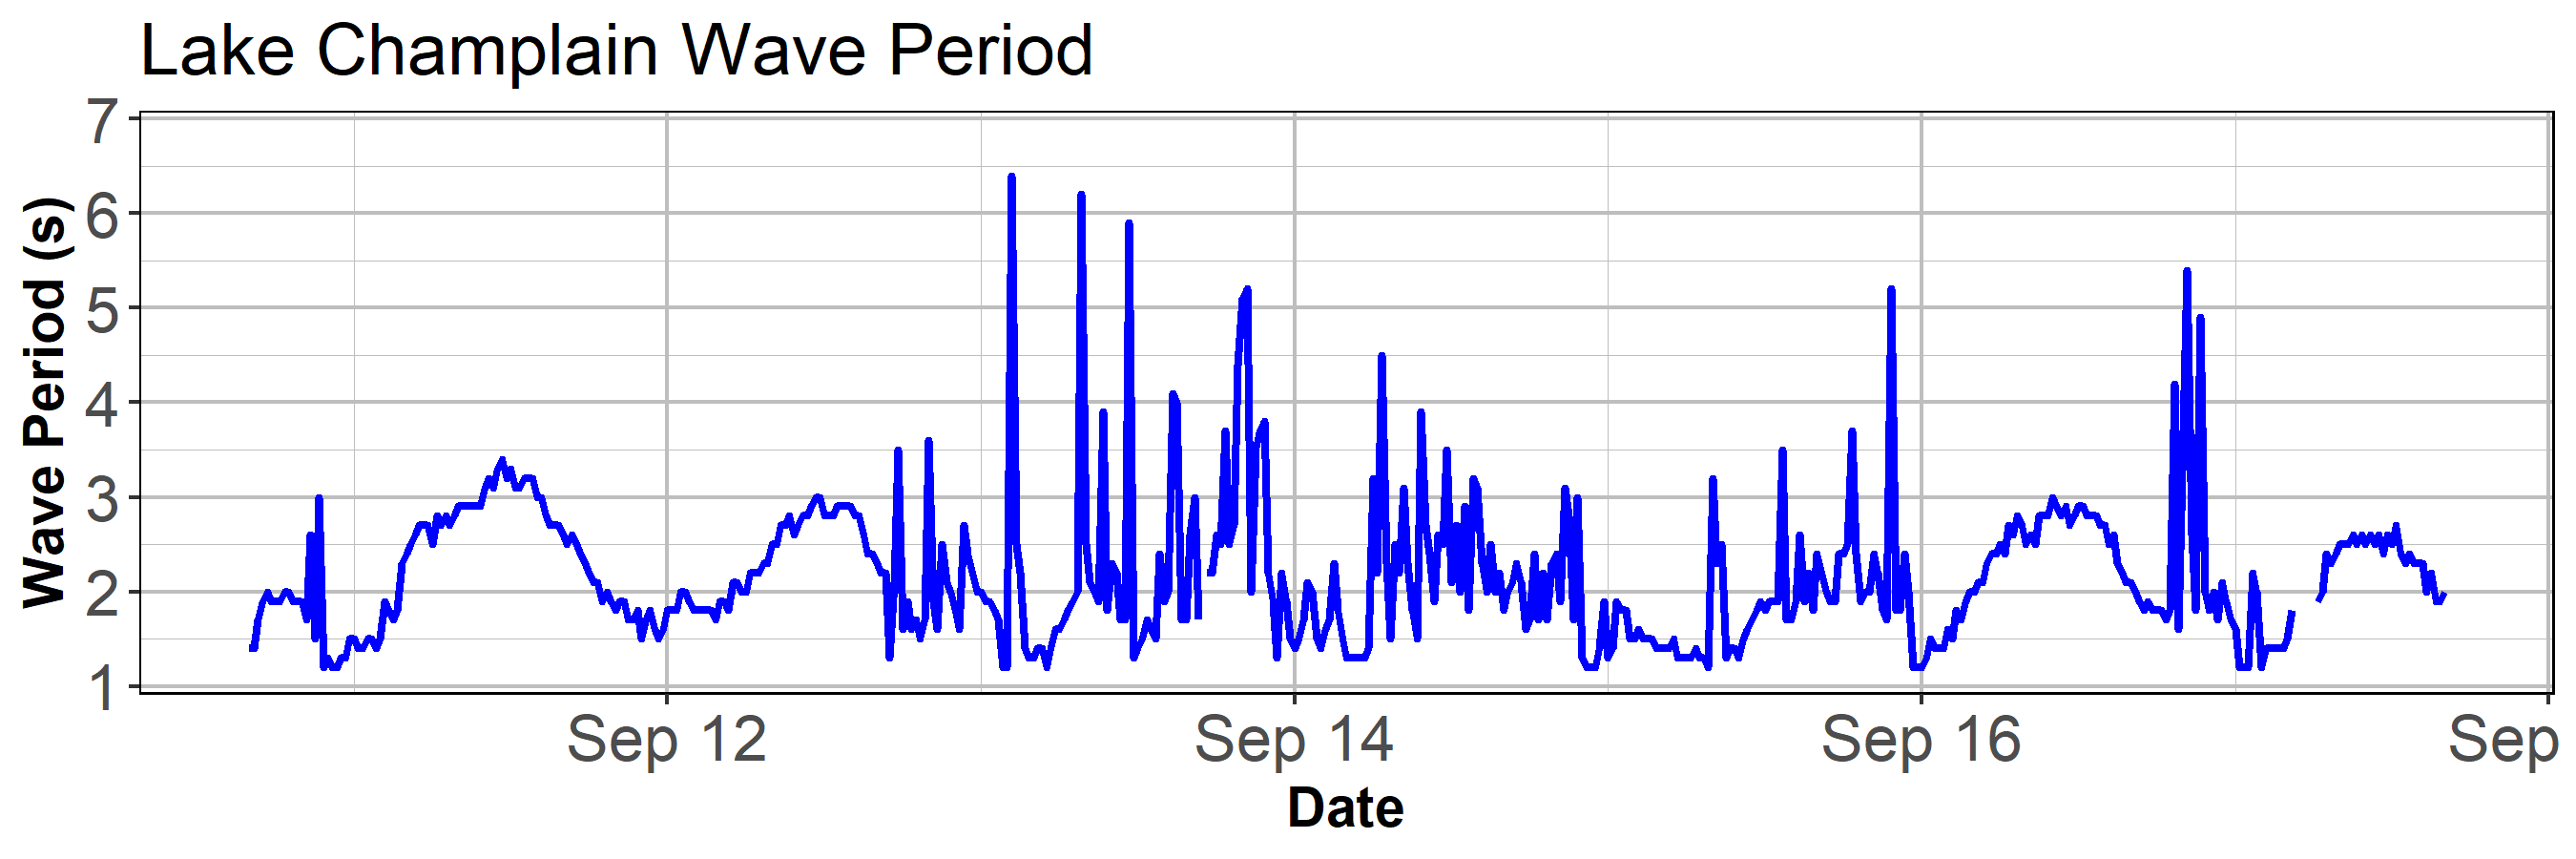 Lake Champlain Wave Period
Wave Period (s)
7
6
5
4
3
2
1
Sep 12
Sep 14
Sep 16
Sep
Date